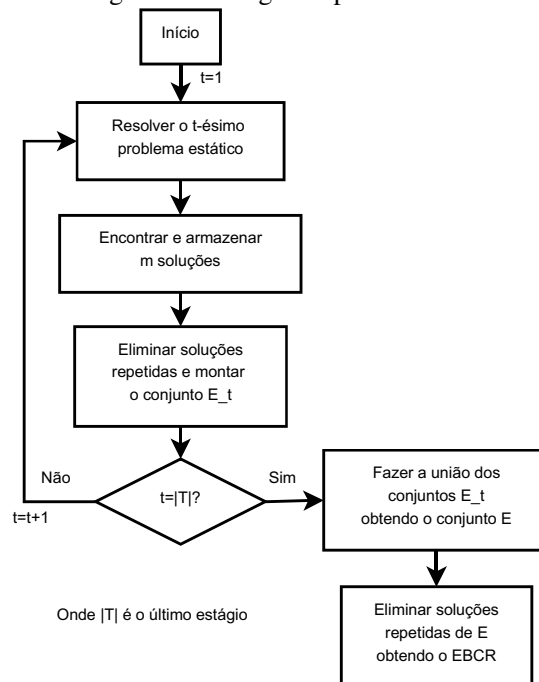 Início
t=1
Resolver o t-ésimo
problema estático
Encontrar e armazenar
m soluções
Eliminar soluções
repetidas e montar
o conjunto E_t
Não
t=|T|?
Sim
t=t+1
Fazer a união dos
conjuntos E_t
obtendo o conjunto E
Onde |T| é o último estágio
Eliminar soluções
repetidas de E
obtendo o EBCR